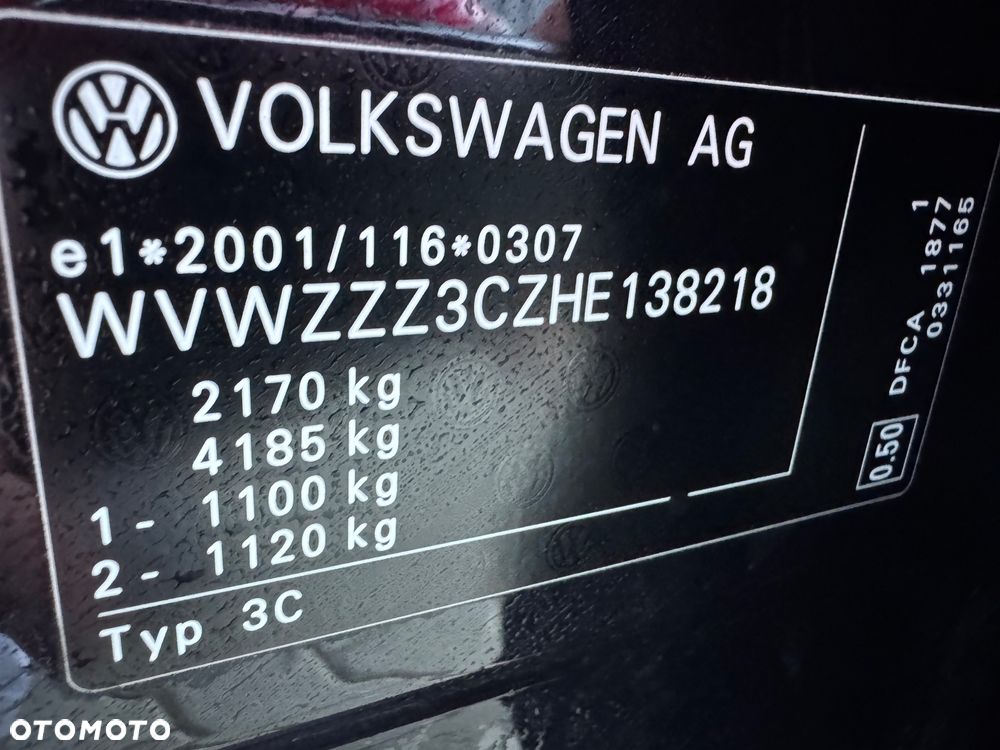 VOLKSWAGEN AG
e1*2001/116*0307
WVWZZZ3CZHE138218
2170 kg
4185 kg
1 - 1100 kg
2 - 1120 kg
Typ 3C
DFCA 1877 1
0331165
0.50
OTOMOTO